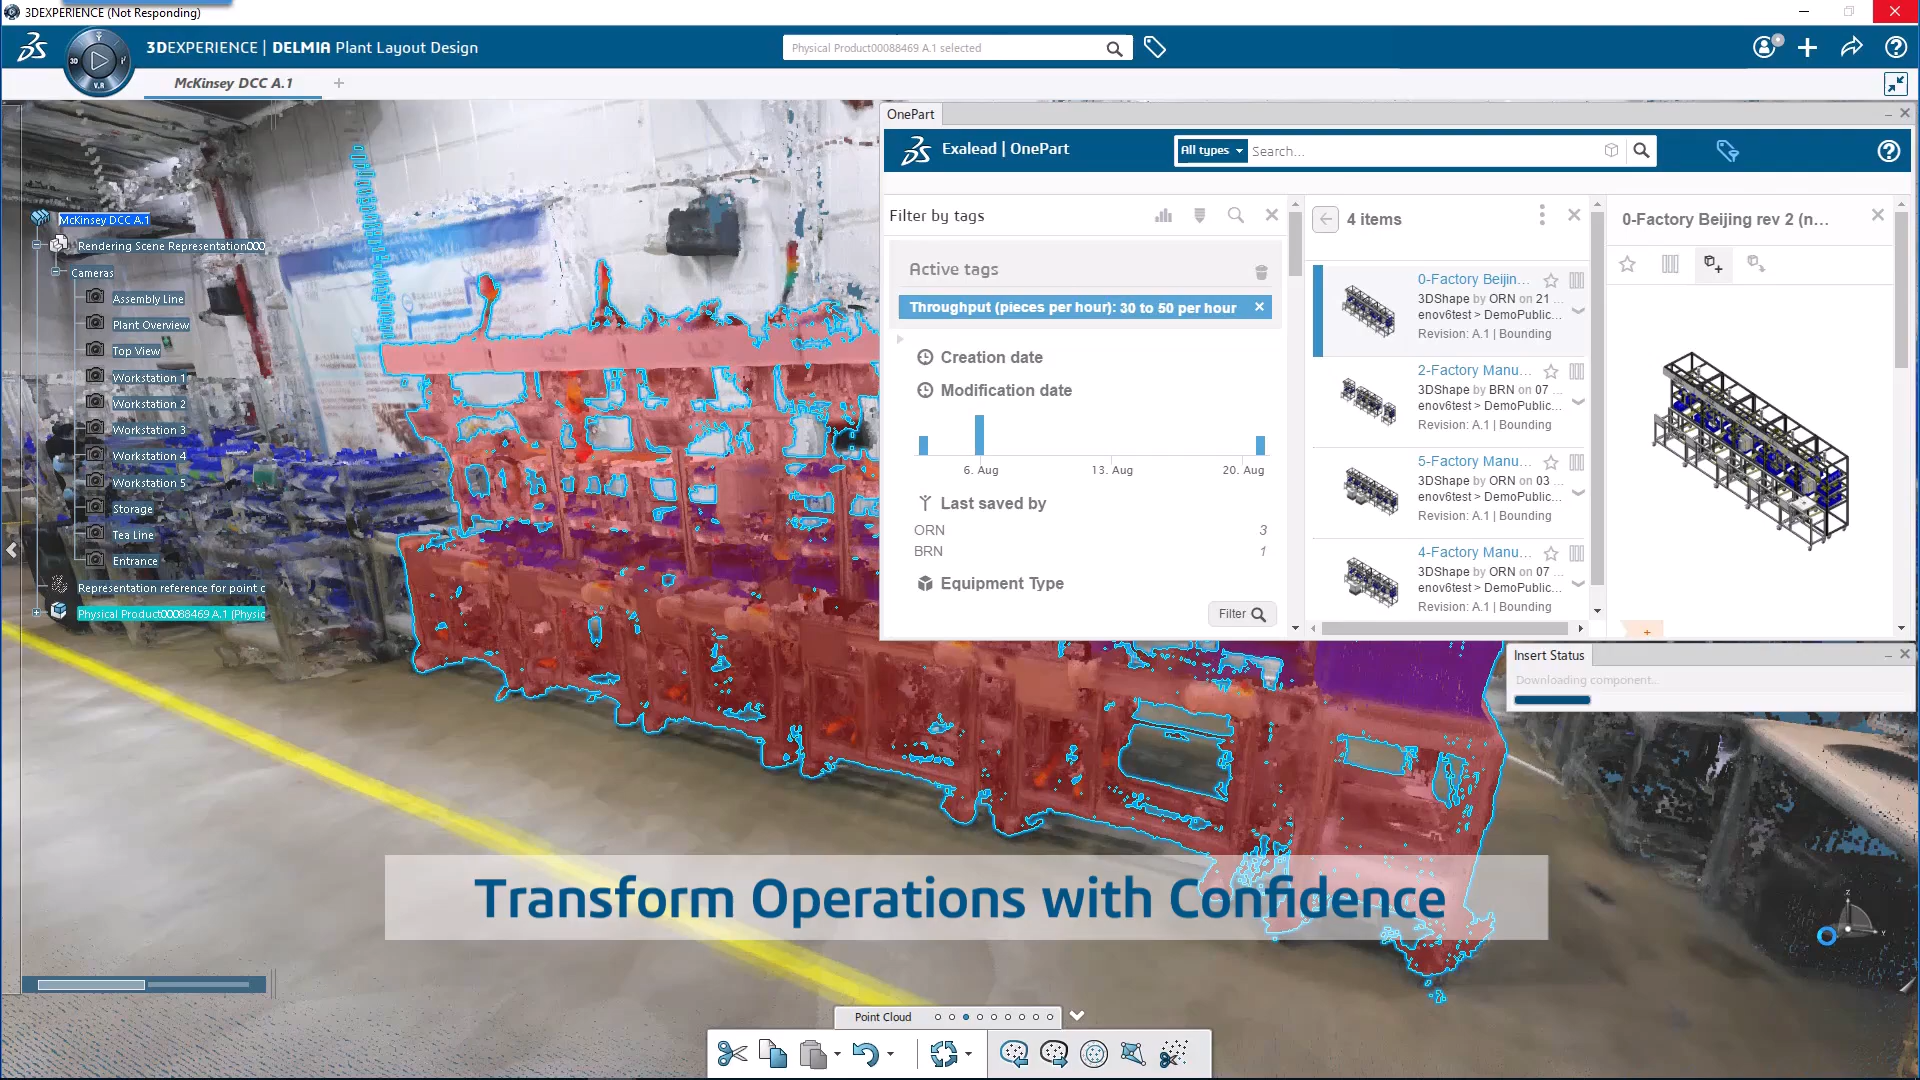 3DEXPERIENCE (Not Responding)
3DEXPERIENCE | DELMIA Plant Layout Design
Physical Product00088469 A.1 selected
3D
V.R
McKinsey DCC A.1
OnePart
Exalead | OnePart
All types
Search...
Filter by tags
Active tags
Throughput (pieces per hour): 30 to 50 per hour
Creation date
Modification date
6. Aug
13. Aug
20. Aug
Last saved by
ORN 3
BRN 1
Equipment Type
Filter
4 items
0-Factory Beijin...
3DShape by ORN on 21 ...
enov6test > DemoPublic...
Revision: A.1 | Bounding
2-Factory Manu...
3DShape by BRN on 07 ...
enov6test > DemoPublic...
Revision: A.1 | Bounding
5-Factory Manu...
3DShape by ORN on 03 ...
enov6test > DemoPublic...
Revision: A.1 | Bounding
4-Factory Manu...
3DShape by ORN on 07 ...
enov6test > DemoPublic...
Revision: A.1 | Bounding
0-Factory Beijing rev 2 (n...
McKinsey DCC A.1
Rendering Scene Representation000
Cameras
Assembly Line
Plant Overview
Top View
Workstation 1
Workstation 2
Workstation 3
Workstation 4
Workstation 5
Storage
Tea Line
Entrance
Representation reference for point c
Physical Product00088469 A.1 (Physic
Insert Status
Downloading component...
Transform Operations with Confidence
Point Cloud